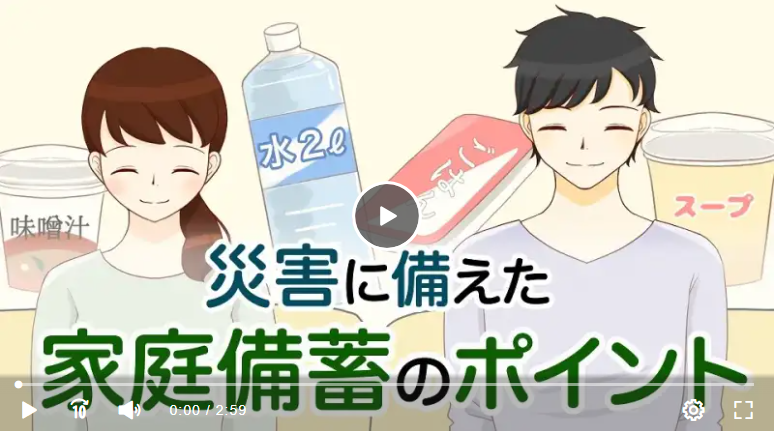 水2ℓ
ごはん
味噌汁
スープ
災害に備えた
家庭備蓄のポイント
10
0:00 / 2:59